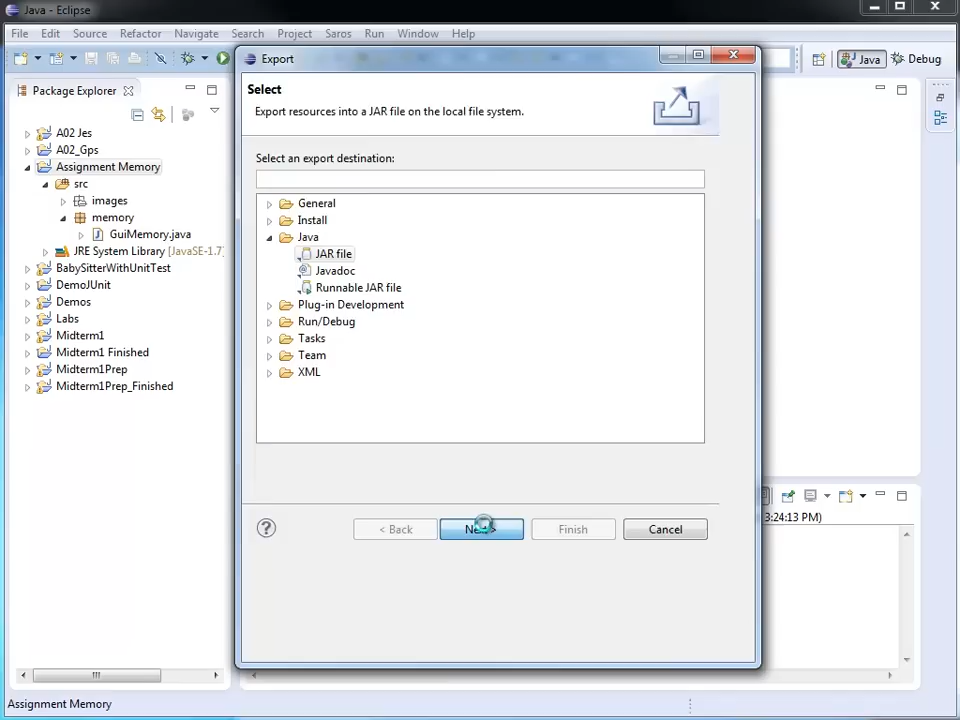 Java - Eclipse
File Edit Source Refactor Navigate Search Project Saros Run Window Help
Java
Debug
Package Explorer
A02 Jes
A02_Gps
Assignment Memory
src
images
memory
GuiMemory.java
JRE System Library [JavaSE-1.7]
BabySitterWithUnitTest
DemoJUnit
Demos
Labs
Midterm1
Midterm1 Finished
Midterm1Prep
Midterm1Prep_Finished
Export
Select
Export resources into a JAR file on the local file system.
Select an export destination:
General
Install
Java
JAR file
Javadoc
Runnable JAR file
Plug-in Development
Run/Debug
Tasks
Team
XML
< Back
Next >
Finish
Cancel
3:24:13 PM)
Assignment Memory